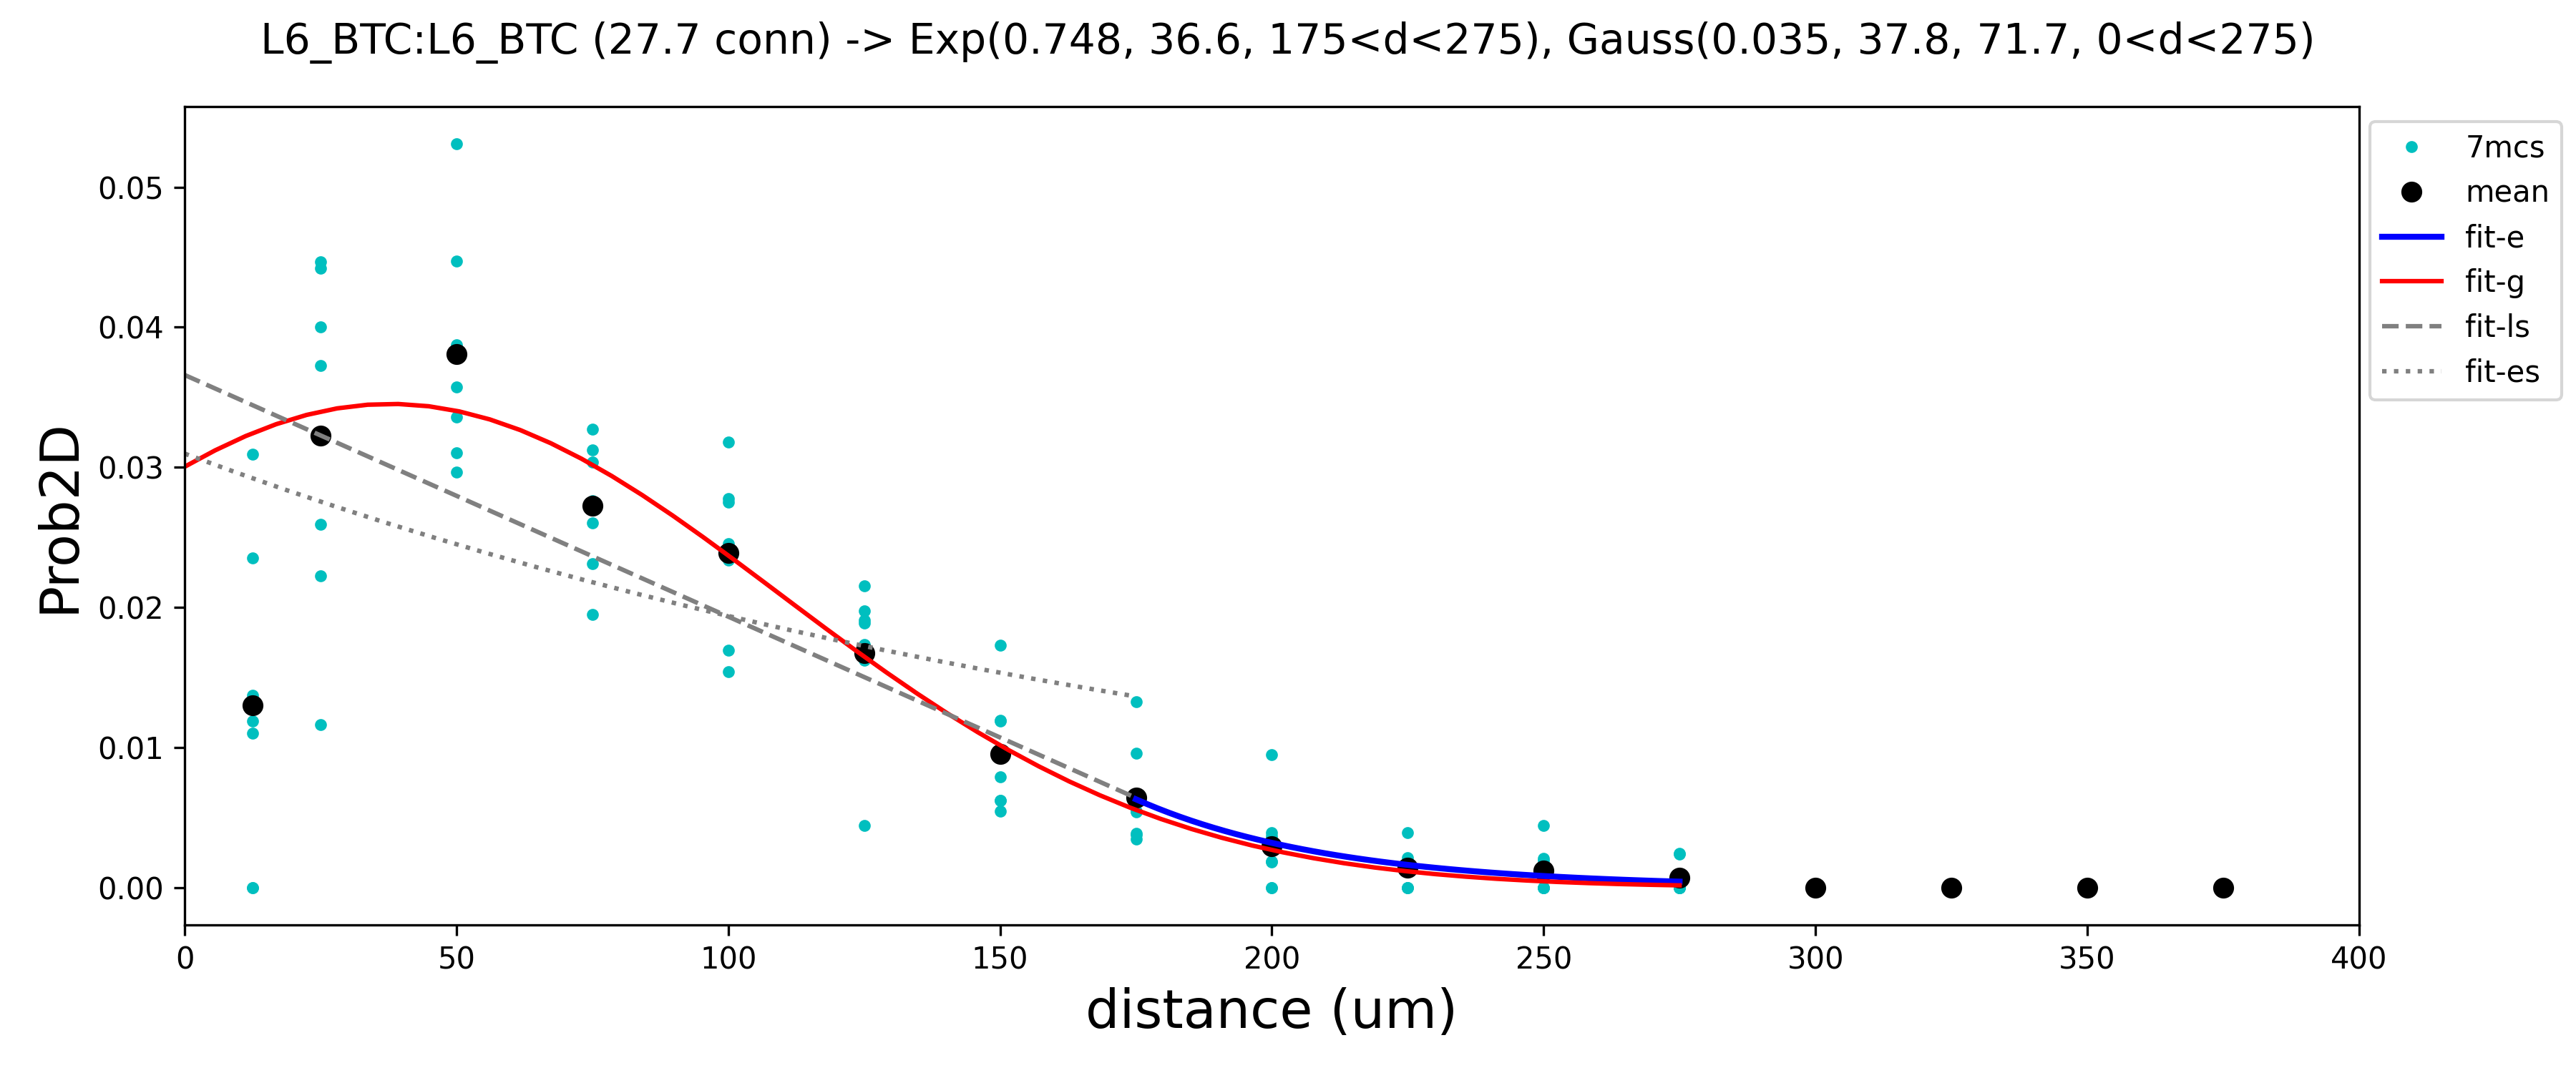 L6_BTC:L6_BTC (27.7 conn) -> Exp(0.748, 36.6, 175<d<275), Gauss(0.035, 37.8, 71.7, 0<d<275)
7mcs
mean
fit-e
fit-g
fit-ls
fit-es
Prob2D
0.05
0.04
0.03
0.02
0.01
0.00
0 50 100 150 200 250 300 350 400
distance (um)